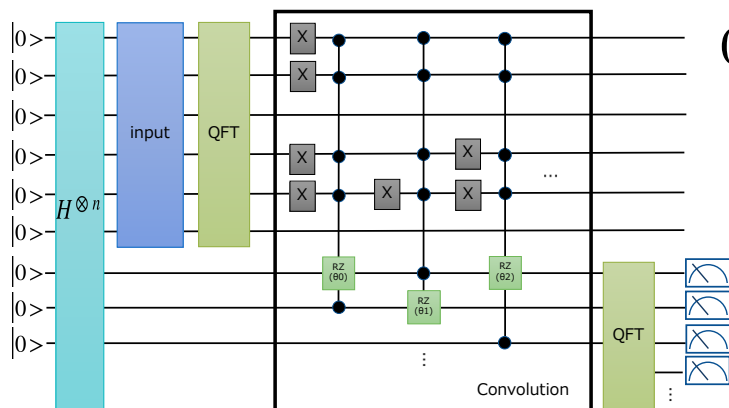 |0>
|0>
|0>
|0>
|0>
|0>
|0>
|0>
|0>
H⊗n
input
QFT
X
X
X
X
X
X
X
RZ
(θ0)
RZ
(θ1)
RZ
(θ2)
...
...
Convolution
QFT
...
(